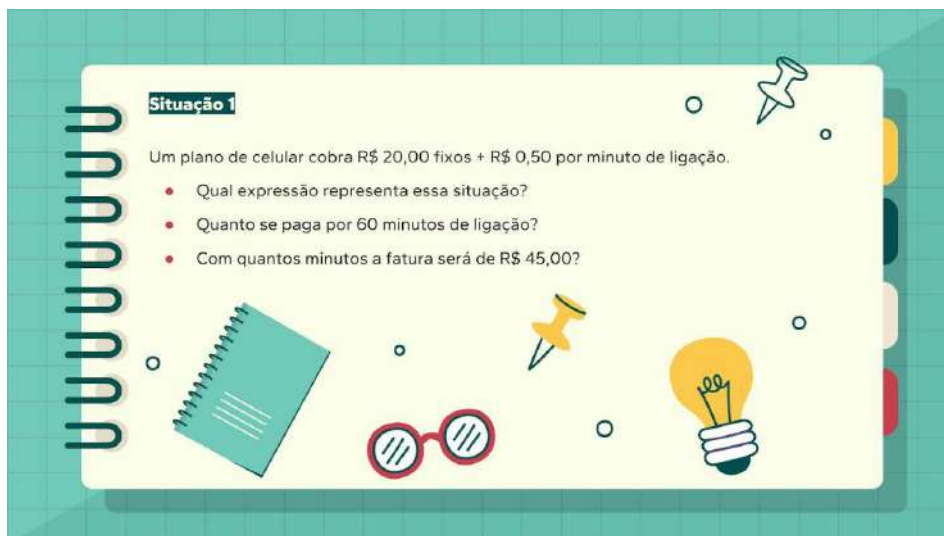 Situação 1
Um plano de celular cobra R$ 20,00 fixos + R$ 0,50 por minuto de ligação.
• Qual expressão representa essa situação?
• Quanto se paga por 60 minutos de ligação?
• Com quantos minutos a fatura será de R$ 45,00?